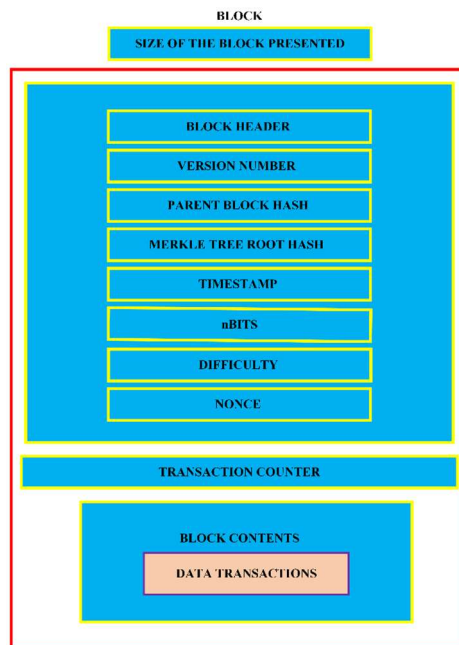 BLOCK
SIZE OF THE BLOCK PRESENTED
BLOCK HEADER
VERSION NUMBER
PARENT BLOCK HASH
MERKLE TREE ROOT HASH
TIMESTAMP
nBITS
DIFFICULTY
NONCE
TRANSACTION COUNTER
BLOCK CONTENTS
DATA TRANSACTIONS